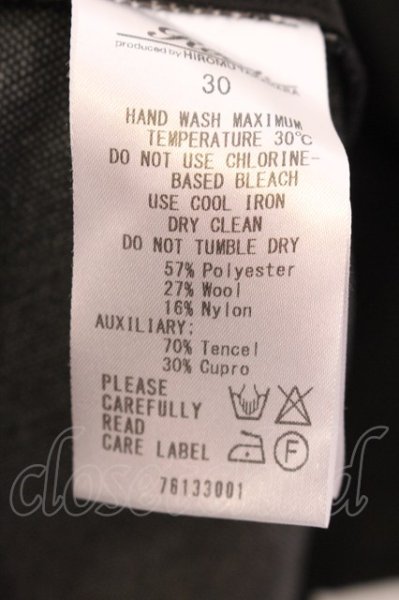 produced by HIROMU
30
HAND WASH MAXIMUM
TEMPERATURE 30℃
DO NOT USE CHLORINE-
BASED BLEACH
USE COOL IRON
DRY CLEAN
DO NOT TUMBLE DRY
57% Polyester
27% Wool
16% Nylon
AUXILIARY:
70% Tencel
30% Cupro
PLEASE
CAREFULLY
READ
CARE LABEL
F
76133001